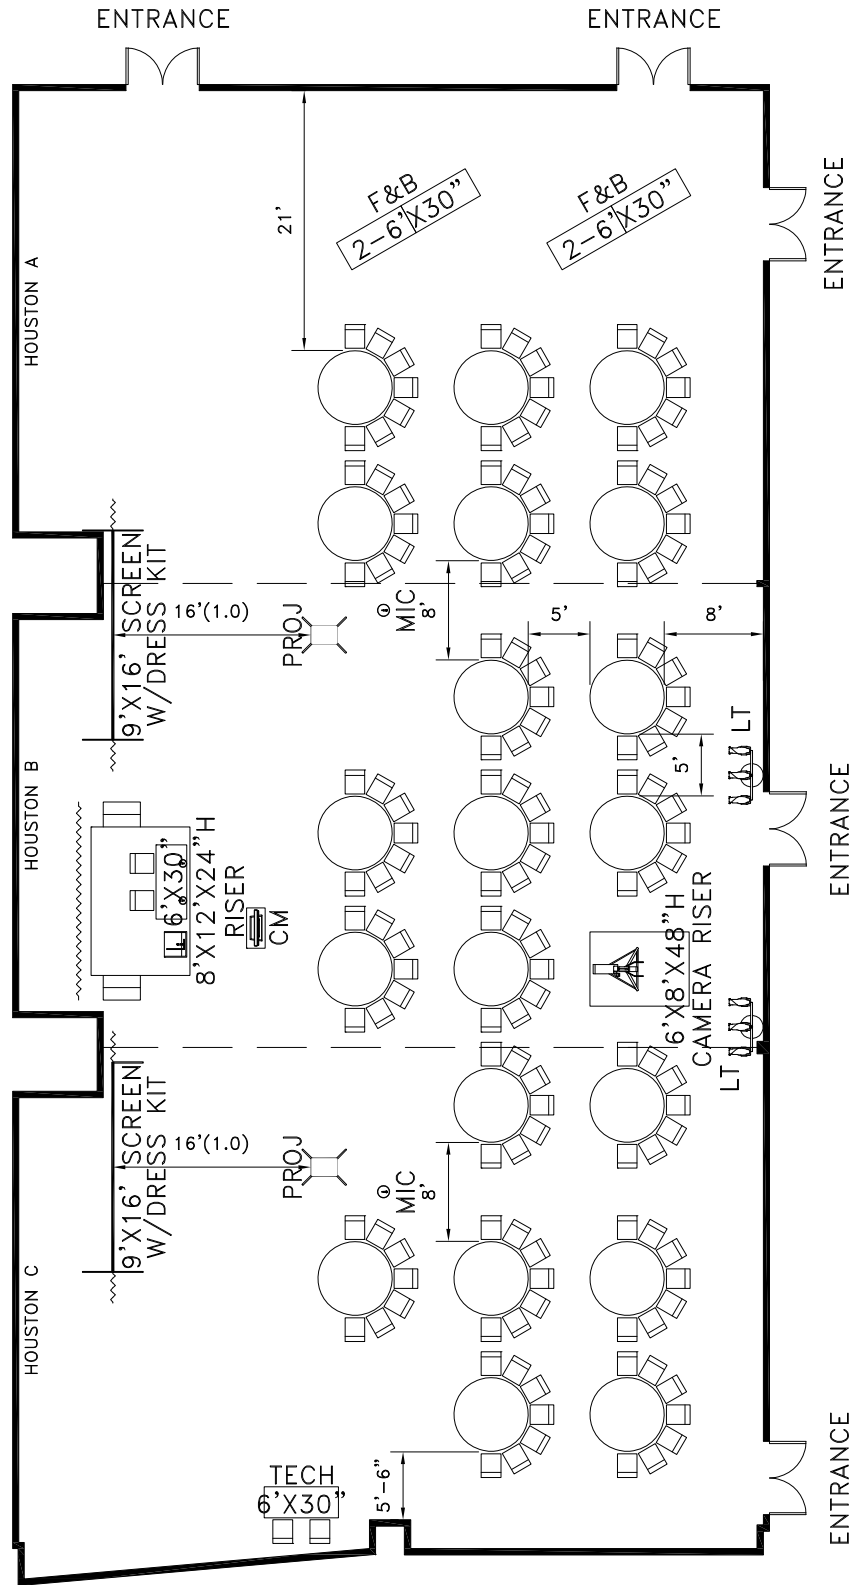 ENTRANCE
ENTRANCE
ENTRANCE
F&B
2-6'X30"
F&B
2-6'X30"
21'
HOUSTON A
9'X16' SCREEN
W/DRESS KIT
16'(1.0)
PROJ
MIC
8'
5'
8'
LT
5'
HOUSTON B
L
6'X30"
8'X12'X24"H
RISER
CM
ENTRANCE
6'X8'X48"H
CAMERA RISER
LT
9'X16' SCREEN
W/DRESS KIT
16'(1.0)
PROJ
MIC
8'
HOUSTON C
TECH
6'X30"
5'-6"
ENTRANCE